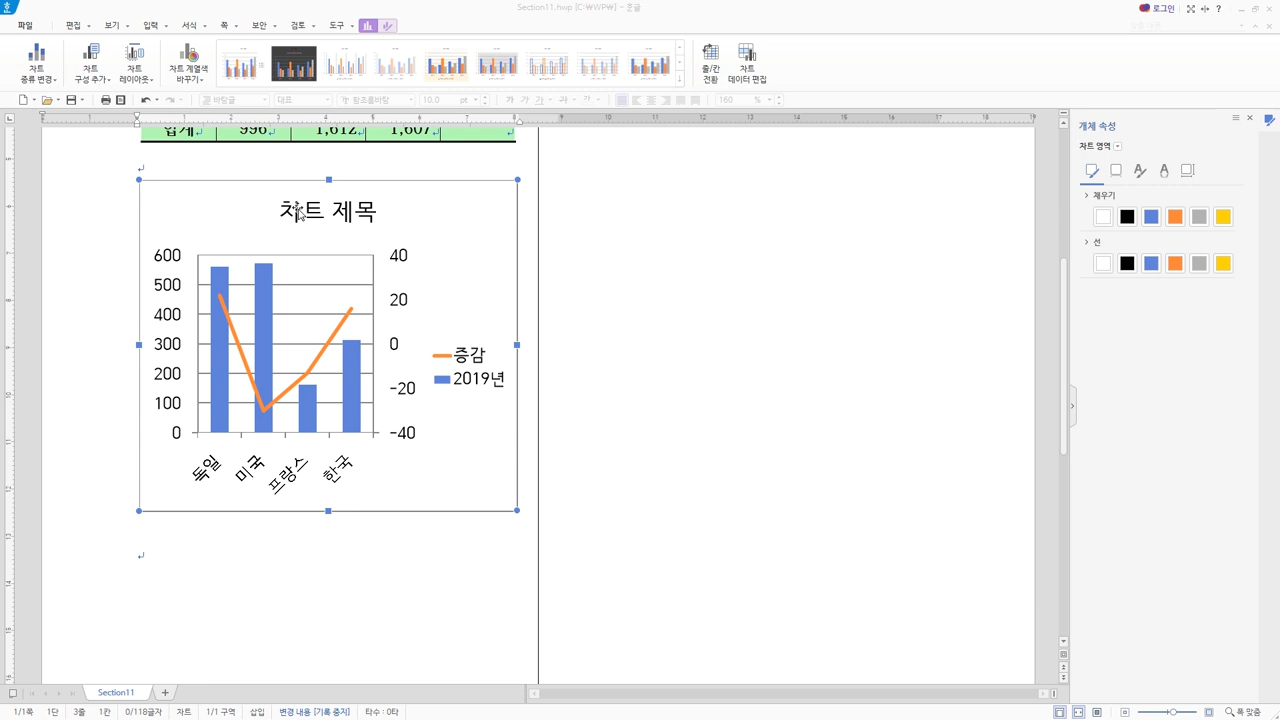 Section11.hwp [C:\WP\] - 한글
로그인
파일 편집 보기 입력 서식 쪽 보안 검토 도구
차트 종류 변경 차트 구성 추가 차트 레이아웃 차트 계열색 바꾸기 줄/칸 전환 차트 데이터 편집
바탕글 대표 함초롬바탕 10.0 pt 가 가 가 가 가 160 %
합계 996 1,612 1,607
개체 속성
차트 영역
채우기
선
차트 제목
600 40
500 20
400
300 0
200 -20
100
0 -40
증감
2019년
독일 미국 프랑스 한국
Section11
1/1쪽 1단 3줄 1칸 0/118글자 차트 1/1 구역 삽입 변경 내용 [기록 중지] 타수 : 0타 폭 맞춤